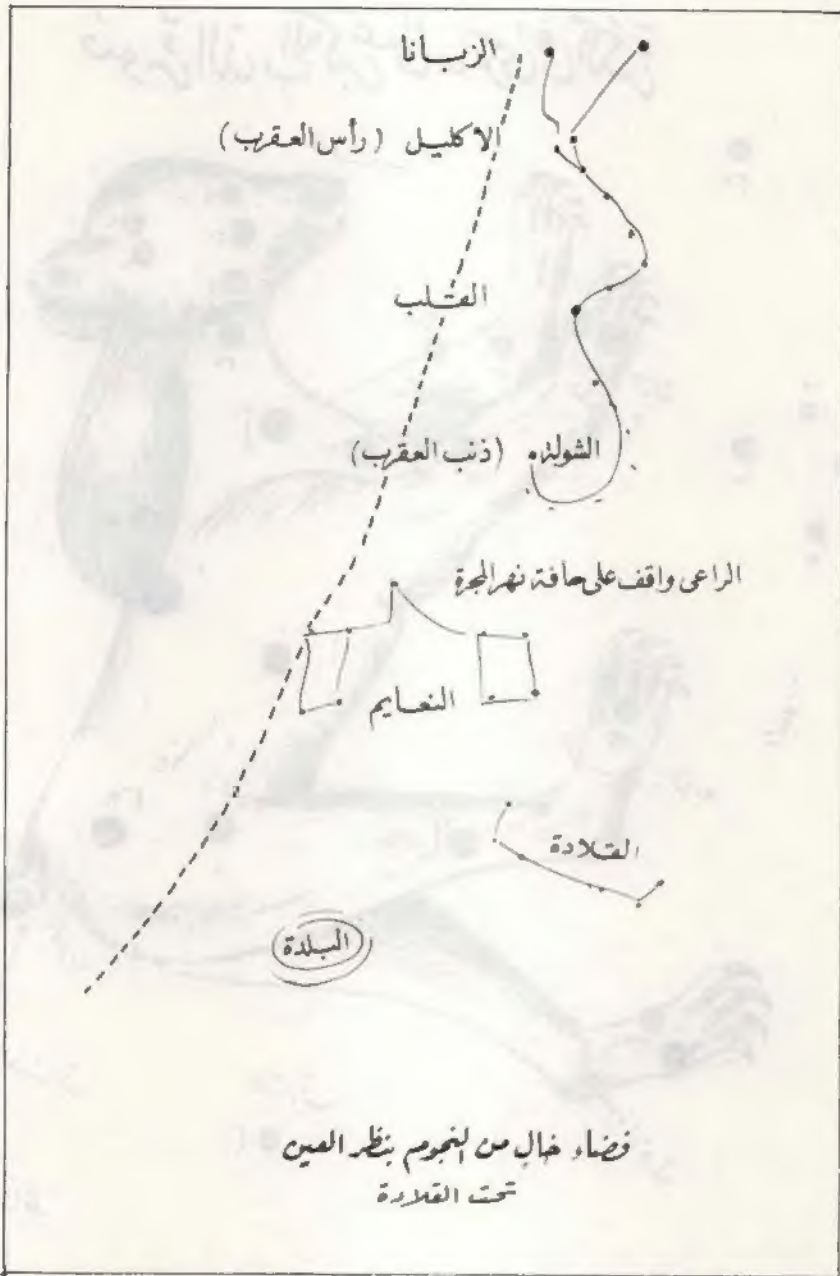 الزبانا
الاكليل (رأس العقرب)
القلب
الشولة (ذنب العقرب)
الراعى واقف على حافة نهر المجرة
النعايم
القلادة
البلدة
فضاء خال من النجوم بنظر العين
تحت القلادة